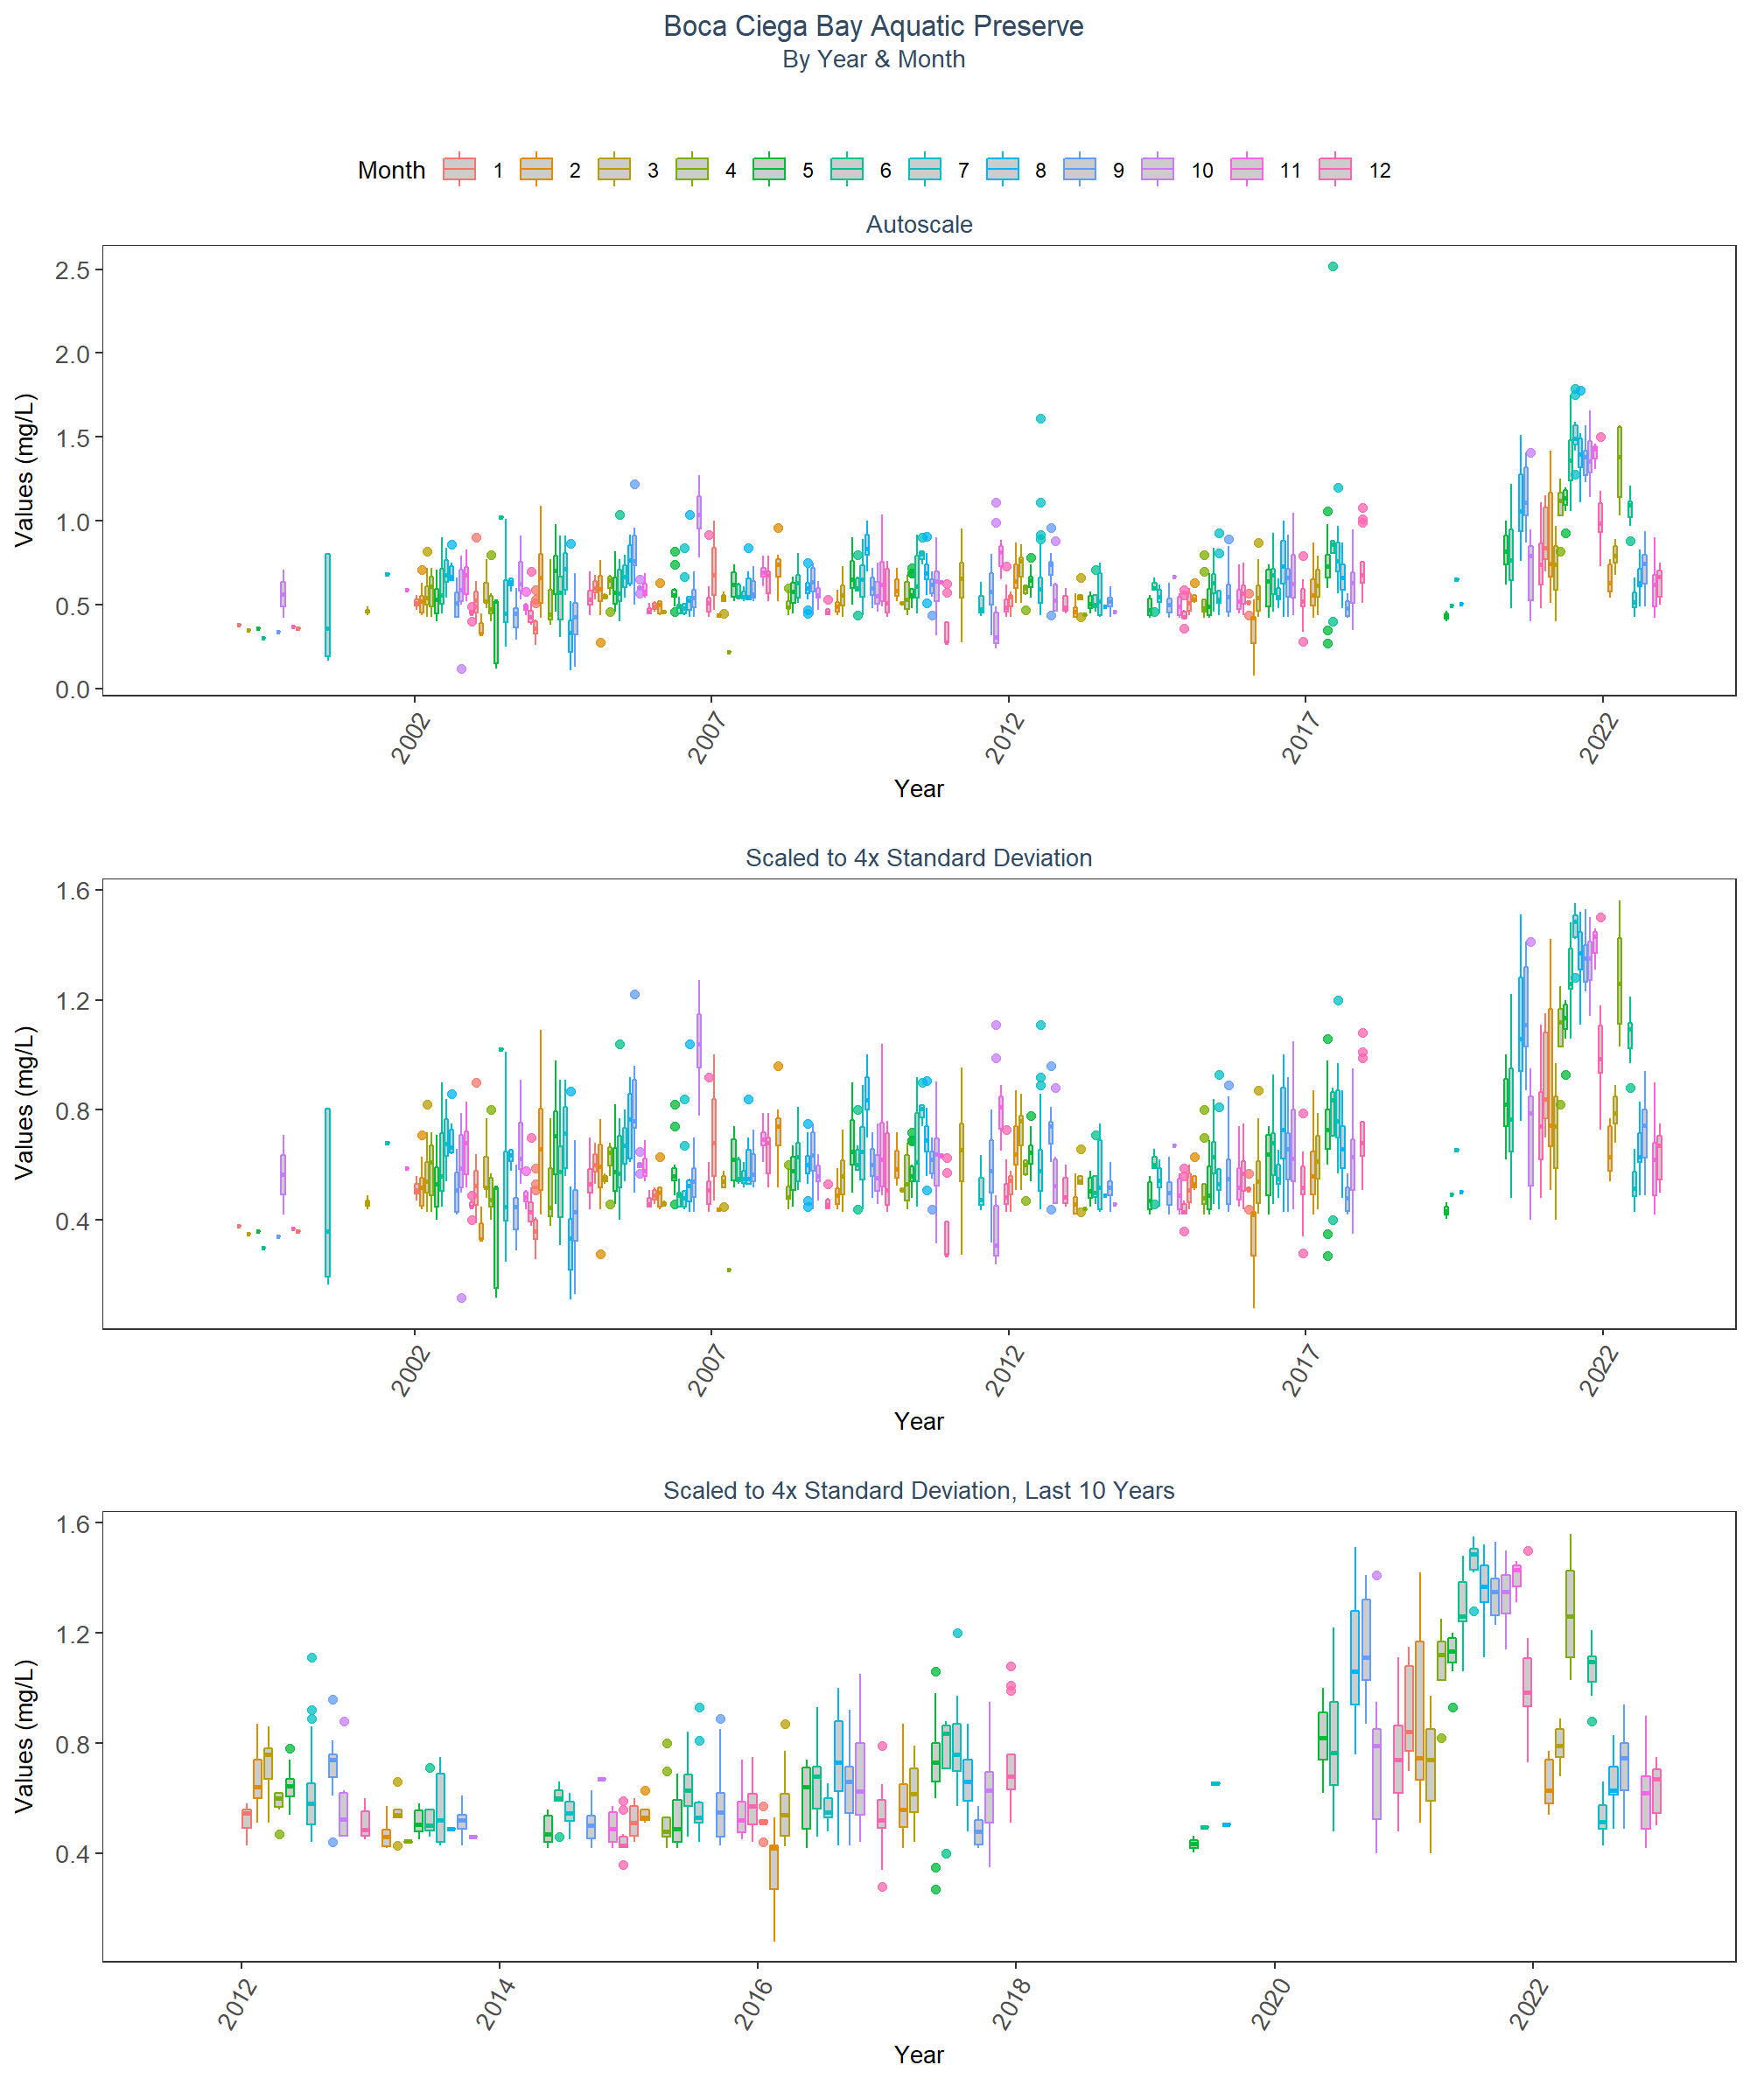 Boca Ciega Bay Aquatic Preserve
By Year & Month
Month 1 2 3 4 5 6 7 8 9 10 11 12
Autoscale
Values (mg/L)
2.5
2.0
1.5
1.0
0.5
0.0
2002 2007 2012 2017 2022
Year
Scaled to 4x Standard Deviation
Values (mg/L)
1.6
1.2
0.8
0.4
2002 2007 2012 2017 2022
Year
Scaled to 4x Standard Deviation, Last 10 Years
Values (mg/L)
1.6
1.2
0.8
0.4
2012 2014 2016 2018 2020 2022
Year